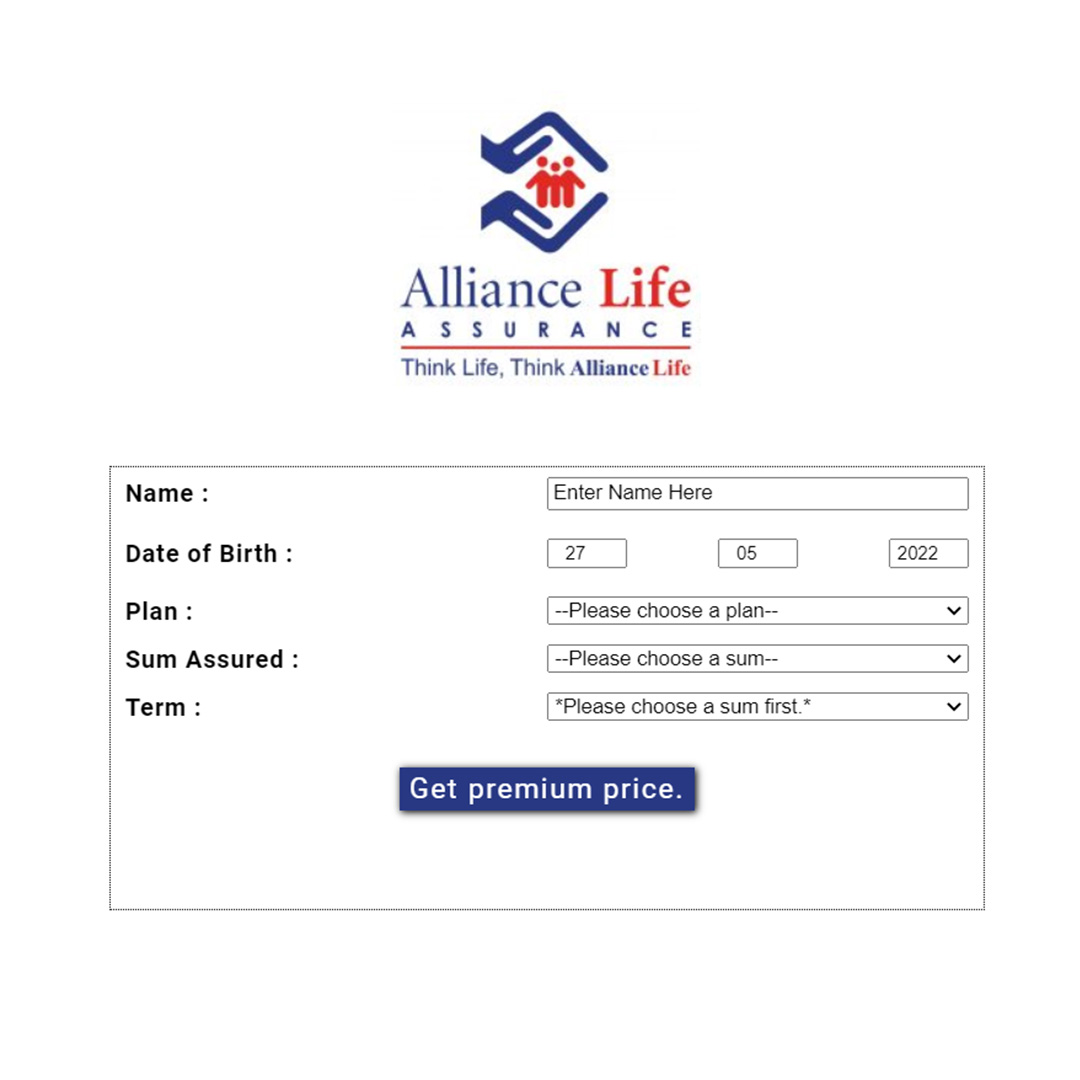 Alliance Life
ASSURANCE
Think Life, Think Alliance Life
Name : Enter Name Here
Date of Birth : 27 05 2022
Plan : --Please choose a plan--
Sum Assured : --Please choose a sum--
Term : *Please choose a sum first.*
Get premium price.